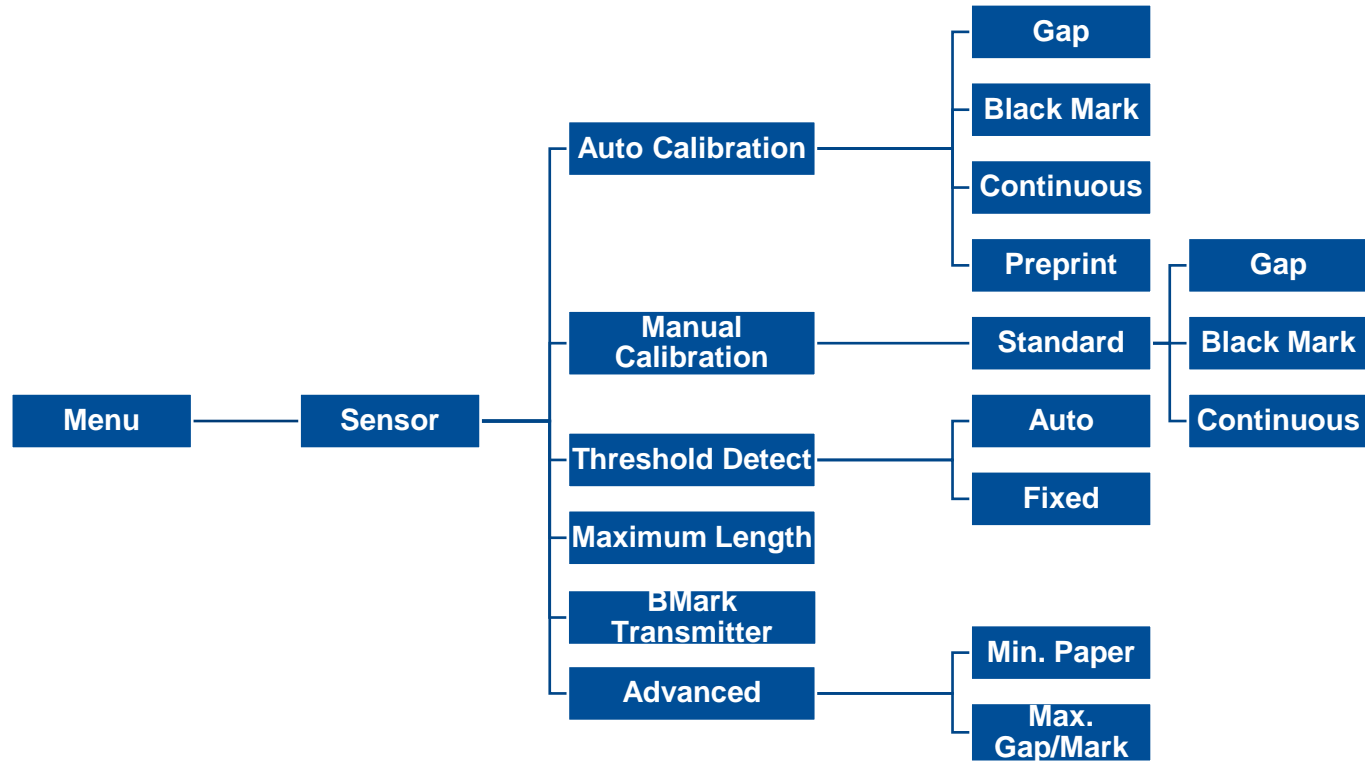 Gap
Black Mark
Auto Calibration
Continuous
Preprint
Gap
Manual
Calibration
Standard
Black Mark
Menu
Sensor
Auto
Continuous
Threshold Detect
Fixed
Maximum Length
BMark
Transmitter
Min. Paper
Advanced
Max.
Gap/Mark